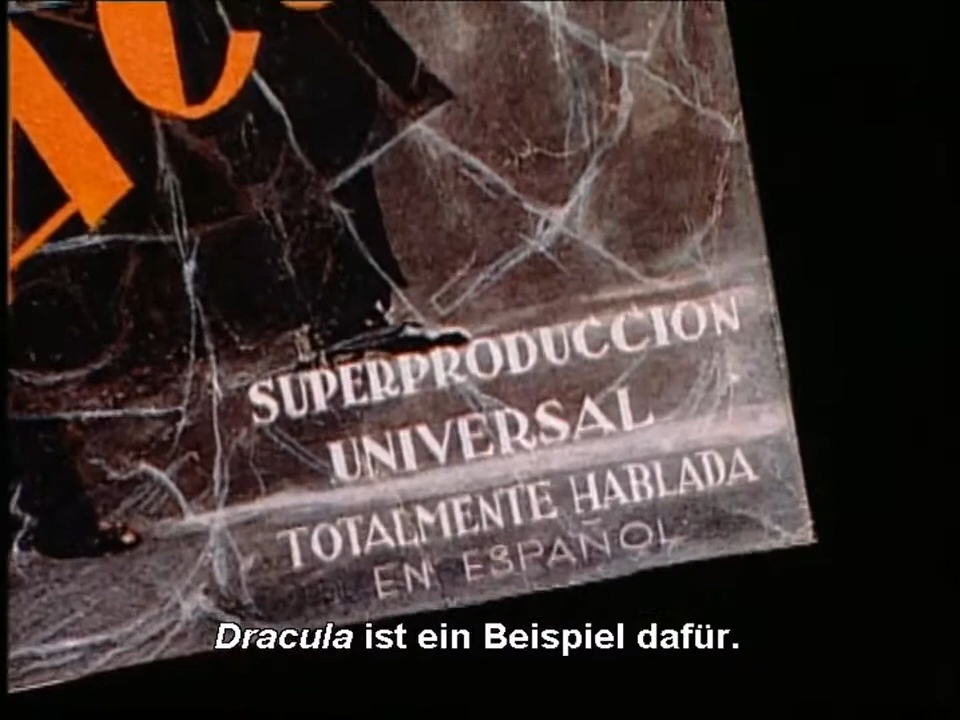 SUPERPRODUCCION
UNIVERSAL
TOTALMENTE HABLADA
EN ESPAÑOL
Dracula ist ein Beispiel dafür.